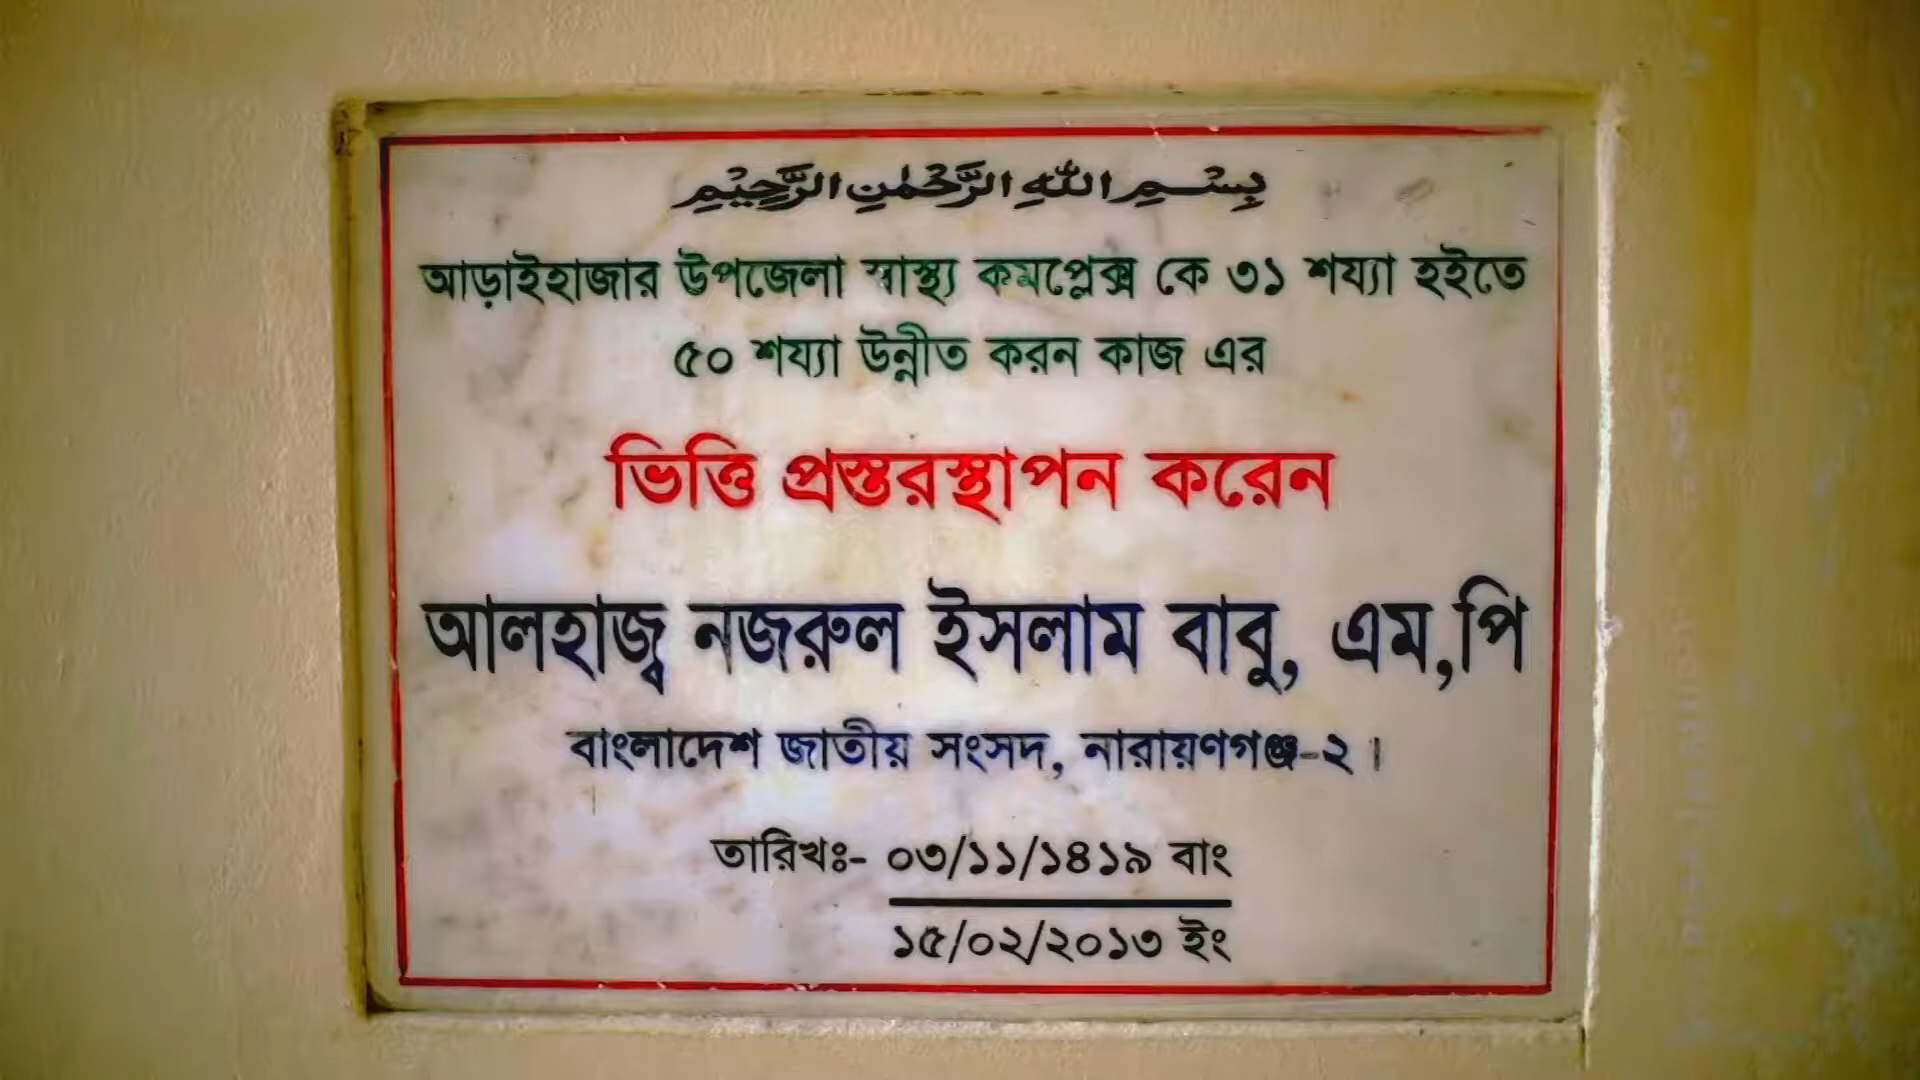 بِسْمِ اللهِ الرَّحْمٰنِ الرَّحِيْمِ
আড়াইহাজার উপজেলা স্বাস্থ্য কমপ্লেক্স কে ৩১ শয্যা হইতে
৫০ শয্যা উন্নীত করন কাজ এর
ভিত্তি প্রস্তরস্থাপন করেন
আলহাজ্ব নজরুল ইসলাম বাবু, এম,পি
বাংলাদেশ জাতীয় সংসদ, নারায়ণগঞ্জ-২।
তারিখঃ- ০৩/১১/১৪১৯ বাং
১৫/০২/২০১৩ ইং